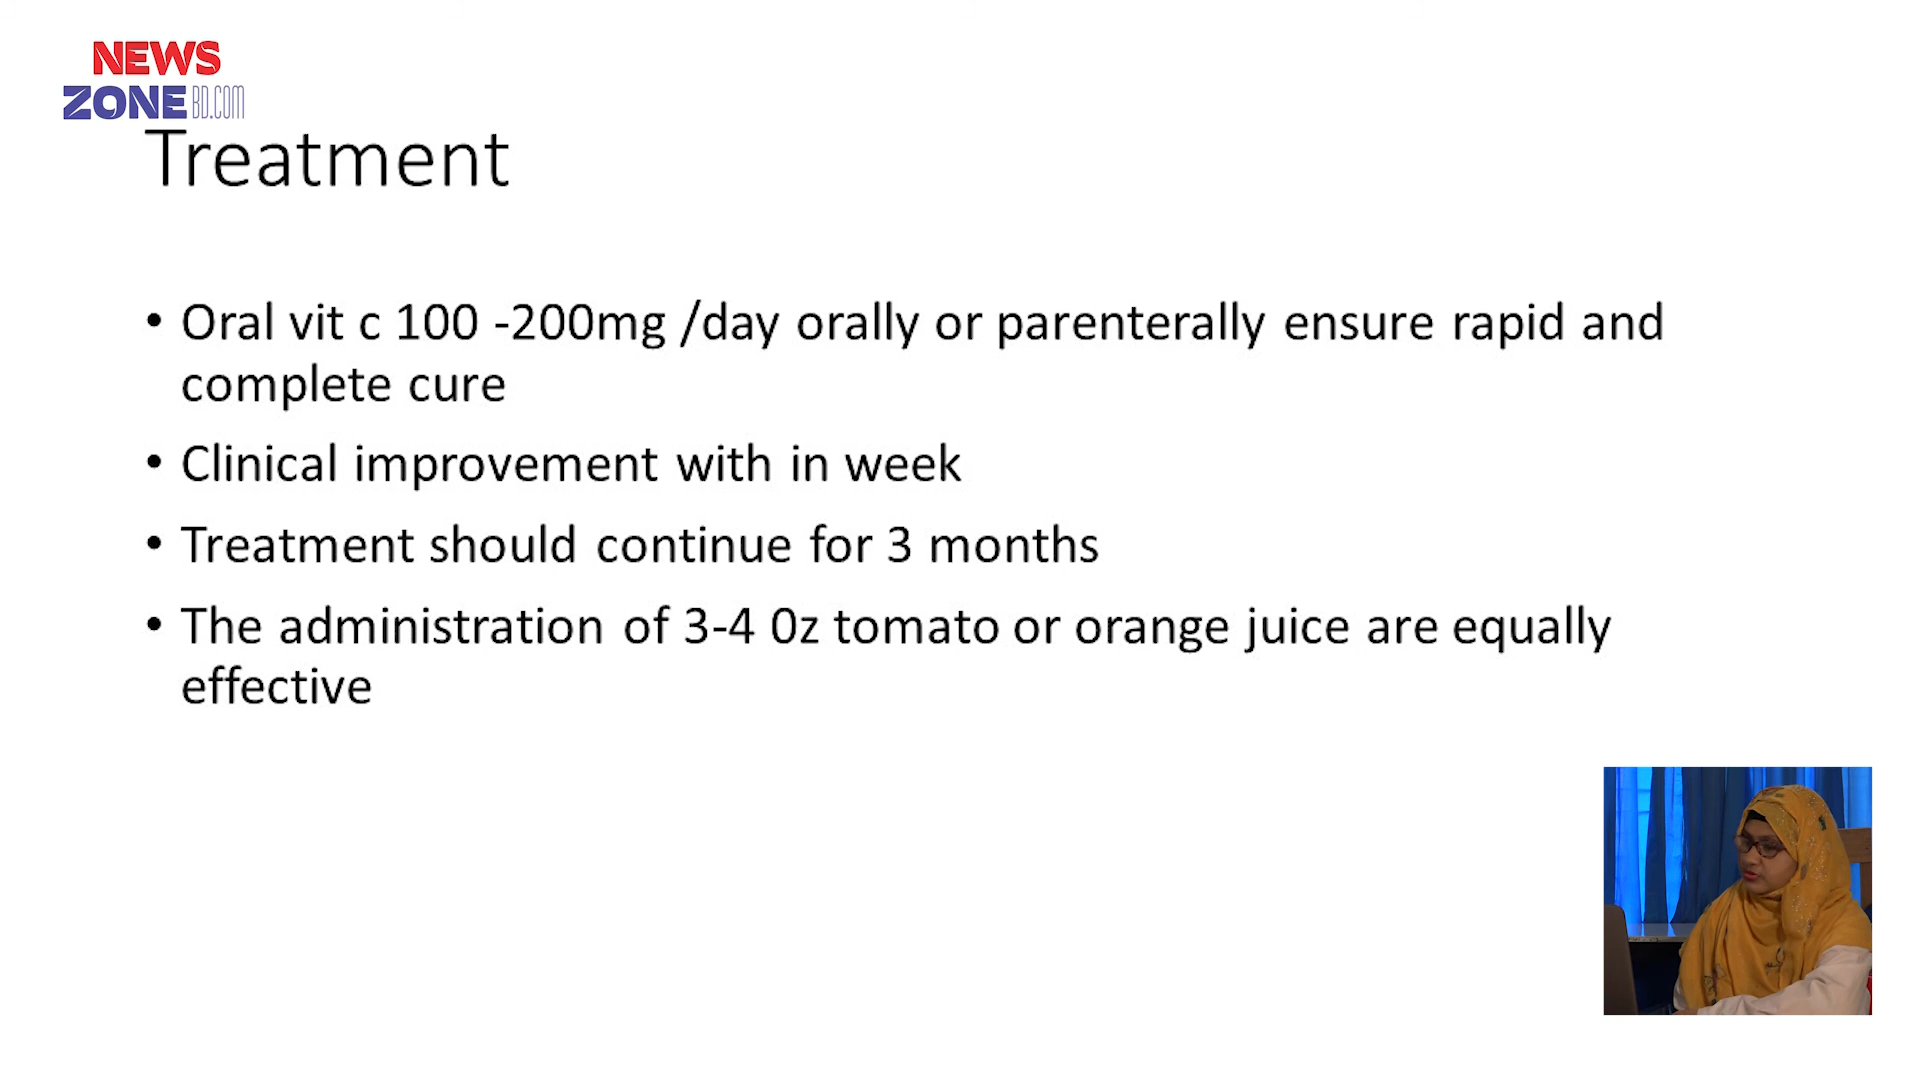 NEWS
ZONE BD.COM
Treatment
• Oral vit c 100 -200mg /day orally or parenterally ensure rapid and
complete cure
• Clinical improvement with in week
• Treatment should continue for 3 months
• The administration of 3-4 0z tomato or orange juice are equally
effective